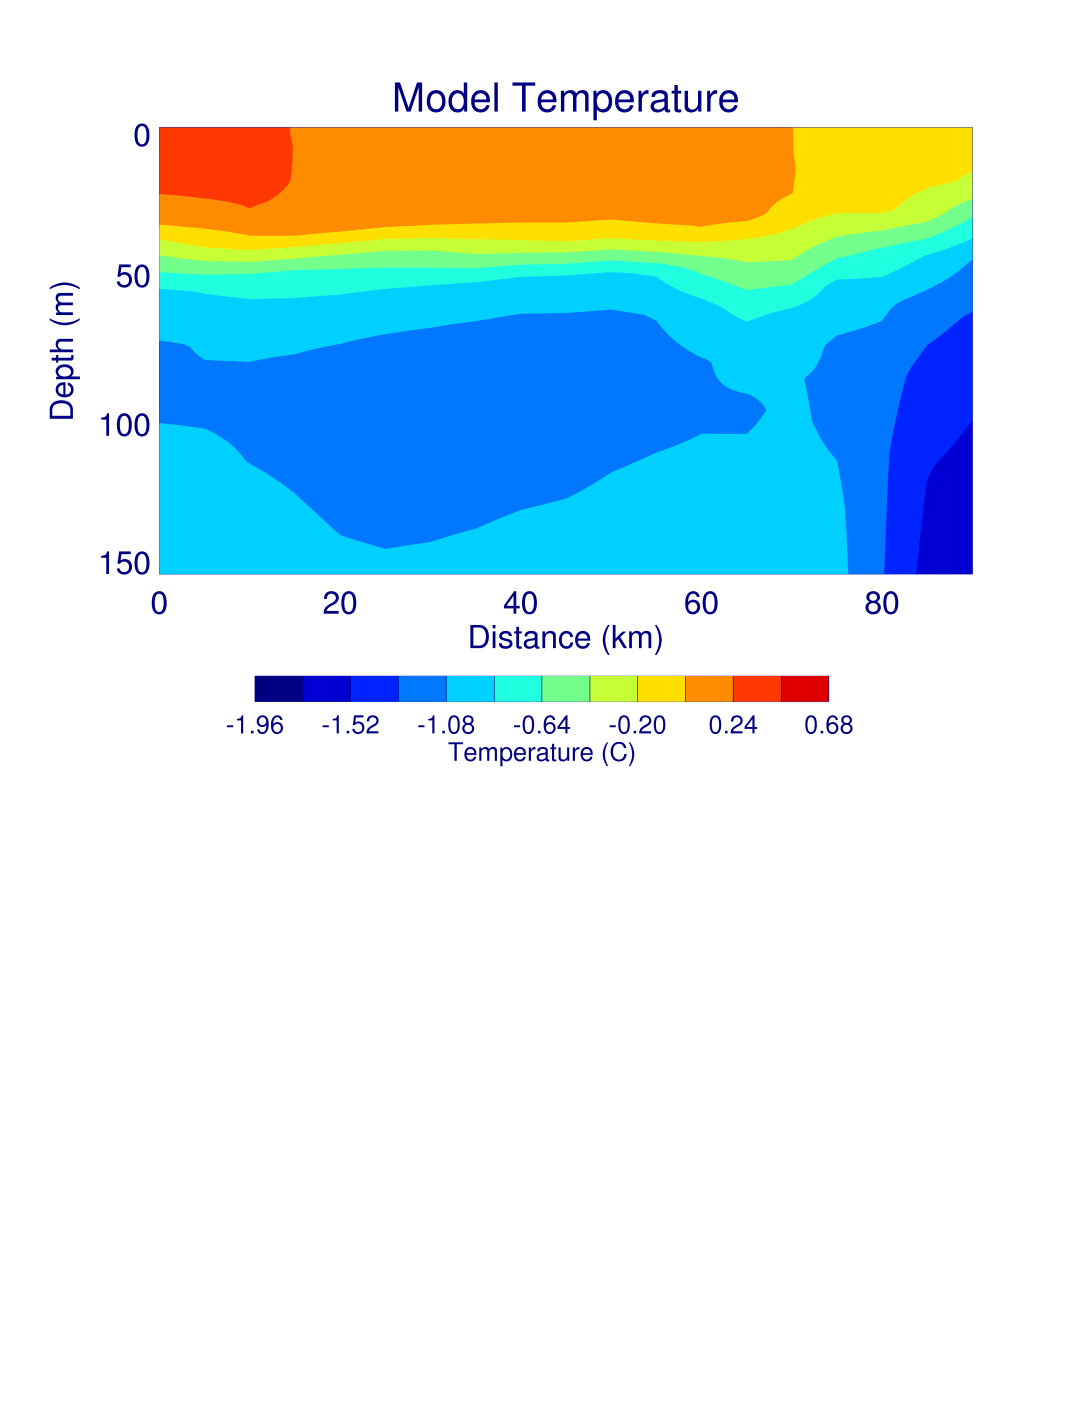 Model Temperature
0
50
100
150
Depth (m)
0 20 40 60 80
Distance (km)
-1.96 -1.52 -1.08 -0.64 -0.20 0.24 0.68
Temperature (C)